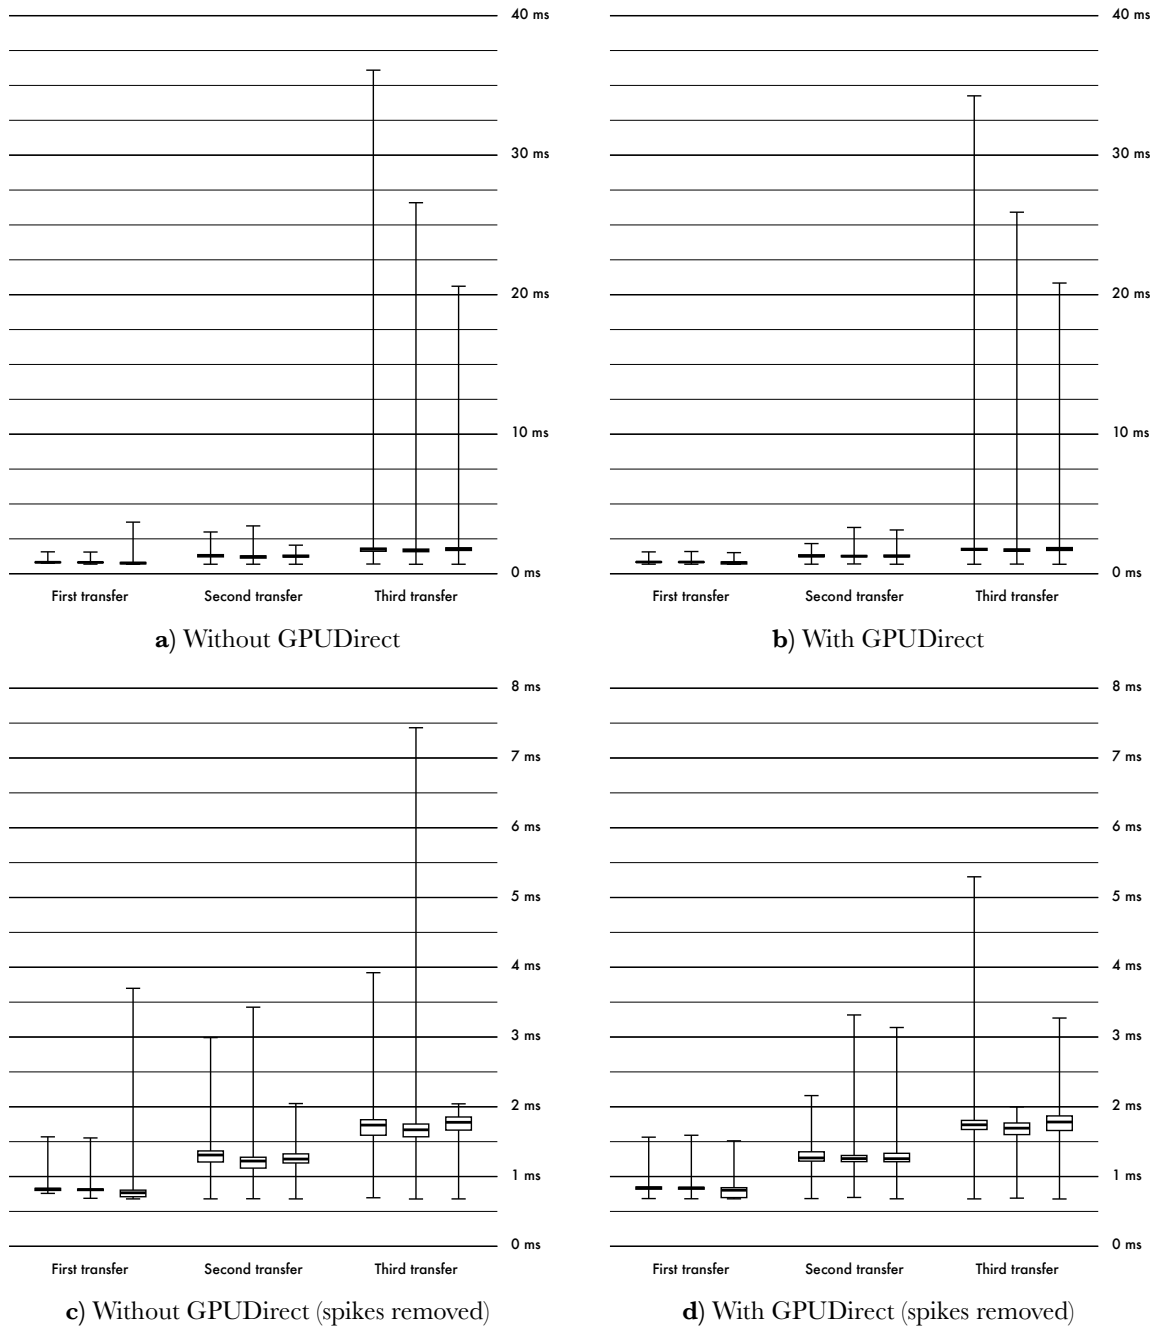 40 ms
30 ms
20 ms
10 ms
0 ms
First transfer Second transfer Third transfer
a) Without GPUDirect
40 ms
30 ms
20 ms
10 ms
0 ms
First transfer Second transfer Third transfer
b) With GPUDirect
8 ms
7 ms
6 ms
5 ms
4 ms
3 ms
2 ms
1 ms
0 ms
First transfer Second transfer Third transfer
c) Without GPUDirect (spikes removed)
8 ms
7 ms
6 ms
5 ms
4 ms
3 ms
2 ms
1 ms
0 ms
First transfer Second transfer Third transfer
d) With GPUDirect (spikes removed)